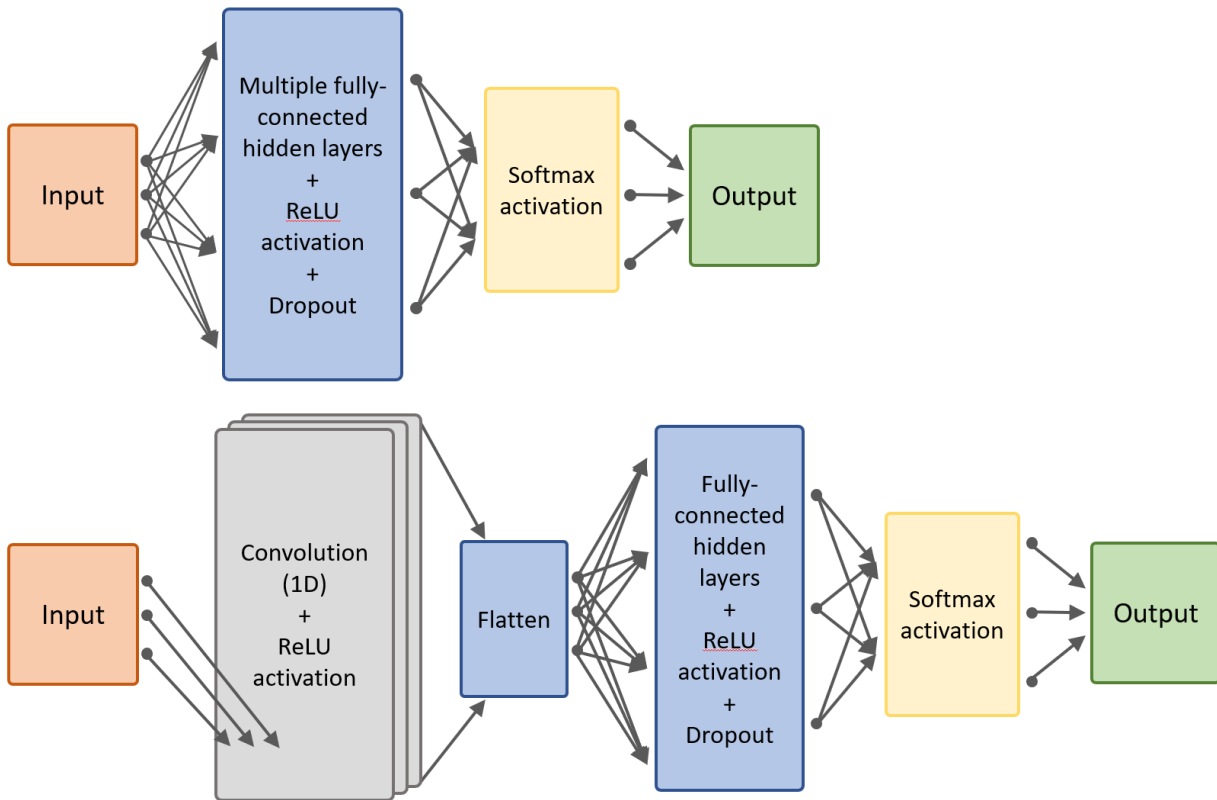 Input
Multiple fully-
connected
hidden layers
+
ReLU
activation
+
Dropout
Softmax
activation
Output
Input
Convolution
(1D)
+
ReLU
activation
Flatten
Fully-
connected
hidden
layers
+
ReLU
activation
+
Dropout
Softmax
activation
Output